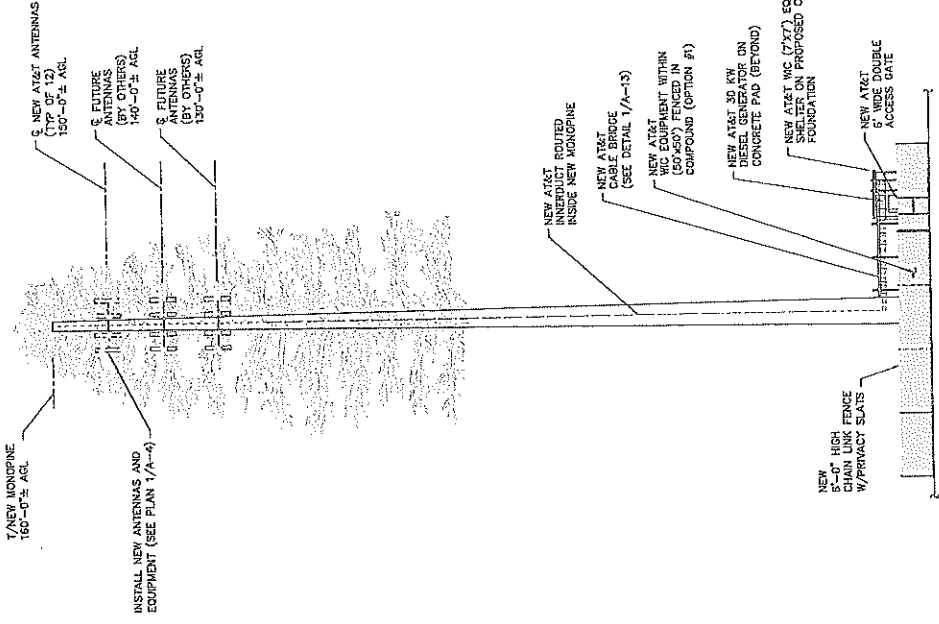 T/NEW MONOPINE
160'-0"± AGL
℄ NEW AT&T ANTENNAS
(TYP OF 12)
150'-0"± AGL
℄ FUTURE
ANTENNAS
(BY OTHERS)
140'-0"± AGL
℄ FUTURE
ANTENNAS
(BY OTHERS)
130'-0"± AGL
INSTALL NEW ANTENNAS AND
EQUIPMENT (SEE PLAN 1/A-4)
NEW AT&T
INNERDUCT ROUTED
INSIDE NEW MONOPINE
NEW AT&T
CABLE BRIDGE
(SEE DETAIL 1/A-13)
NEW AT&T
WIC EQUIPMENT WITHIN
(50'x50') FENCED IN
COMPOUND (OPTION #1)
NEW AT&T 30 KW
DIESEL GENERATOR ON
CONCRETE PAD (BEYOND)
NEW AT&T WIC (7'X7') EQ
SHELTER ON PROPOSED C
FOUNDATION
NEW AT&T
6' WIDE DOUBLE
ACCESS GATE
NEW
6'-0" HIGH
CHAIN LINK FENCE
W/PRIVACY SLATS